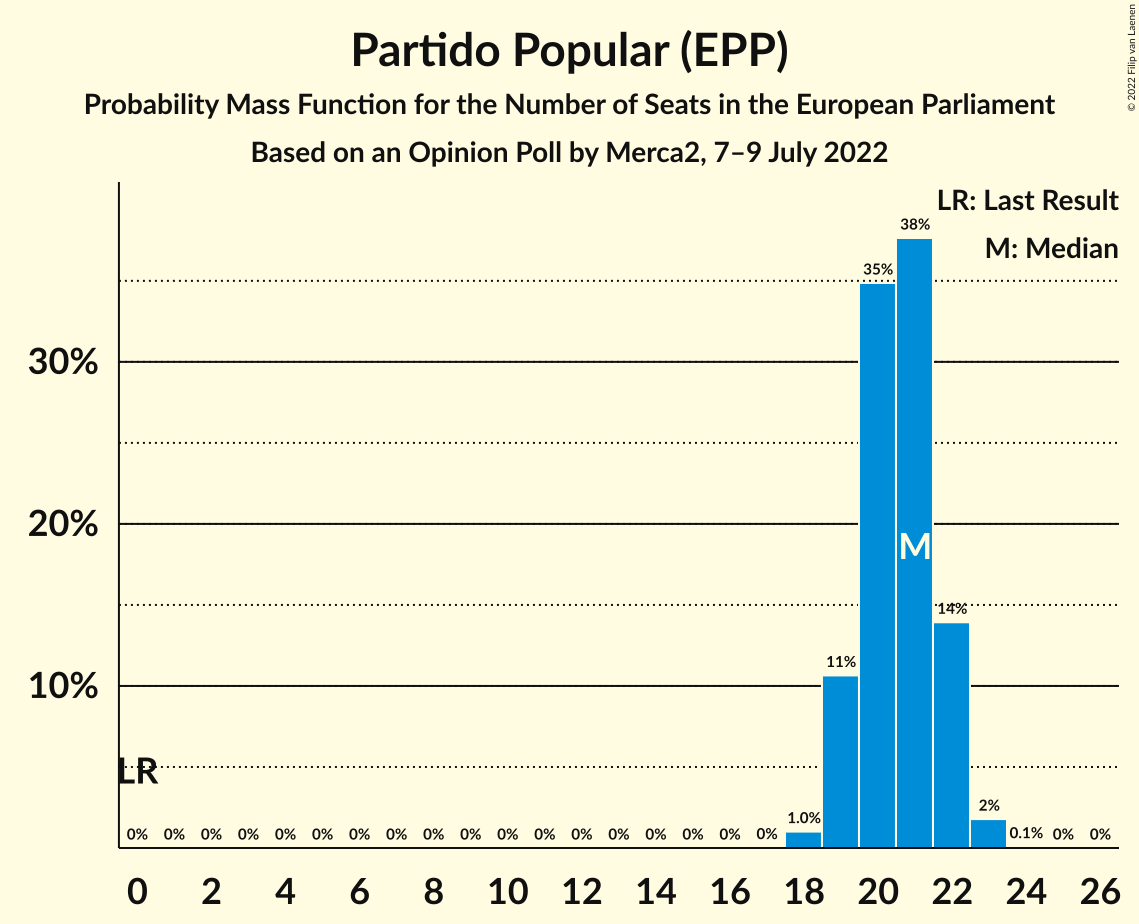 Partido Popular (EPP)
Probability Mass Function for the Number of Seats in the European Parliament
Based on an Opinion Poll by Merca2, 7–9 July 2022
© 2022 Filip van Laenen
LR: Last Result
M: Median
38%
35%
30%
20%
M
14%
11%
10%
LR
2%
1.0%
0% 0% 0% 0% 0% 0% 0% 0% 0% 0% 0% 0% 0% 0% 0% 0% 0% 0% 0.1% 0% 0%
0 2 4 6 8 10 12 14 16 18 20 22 24 26